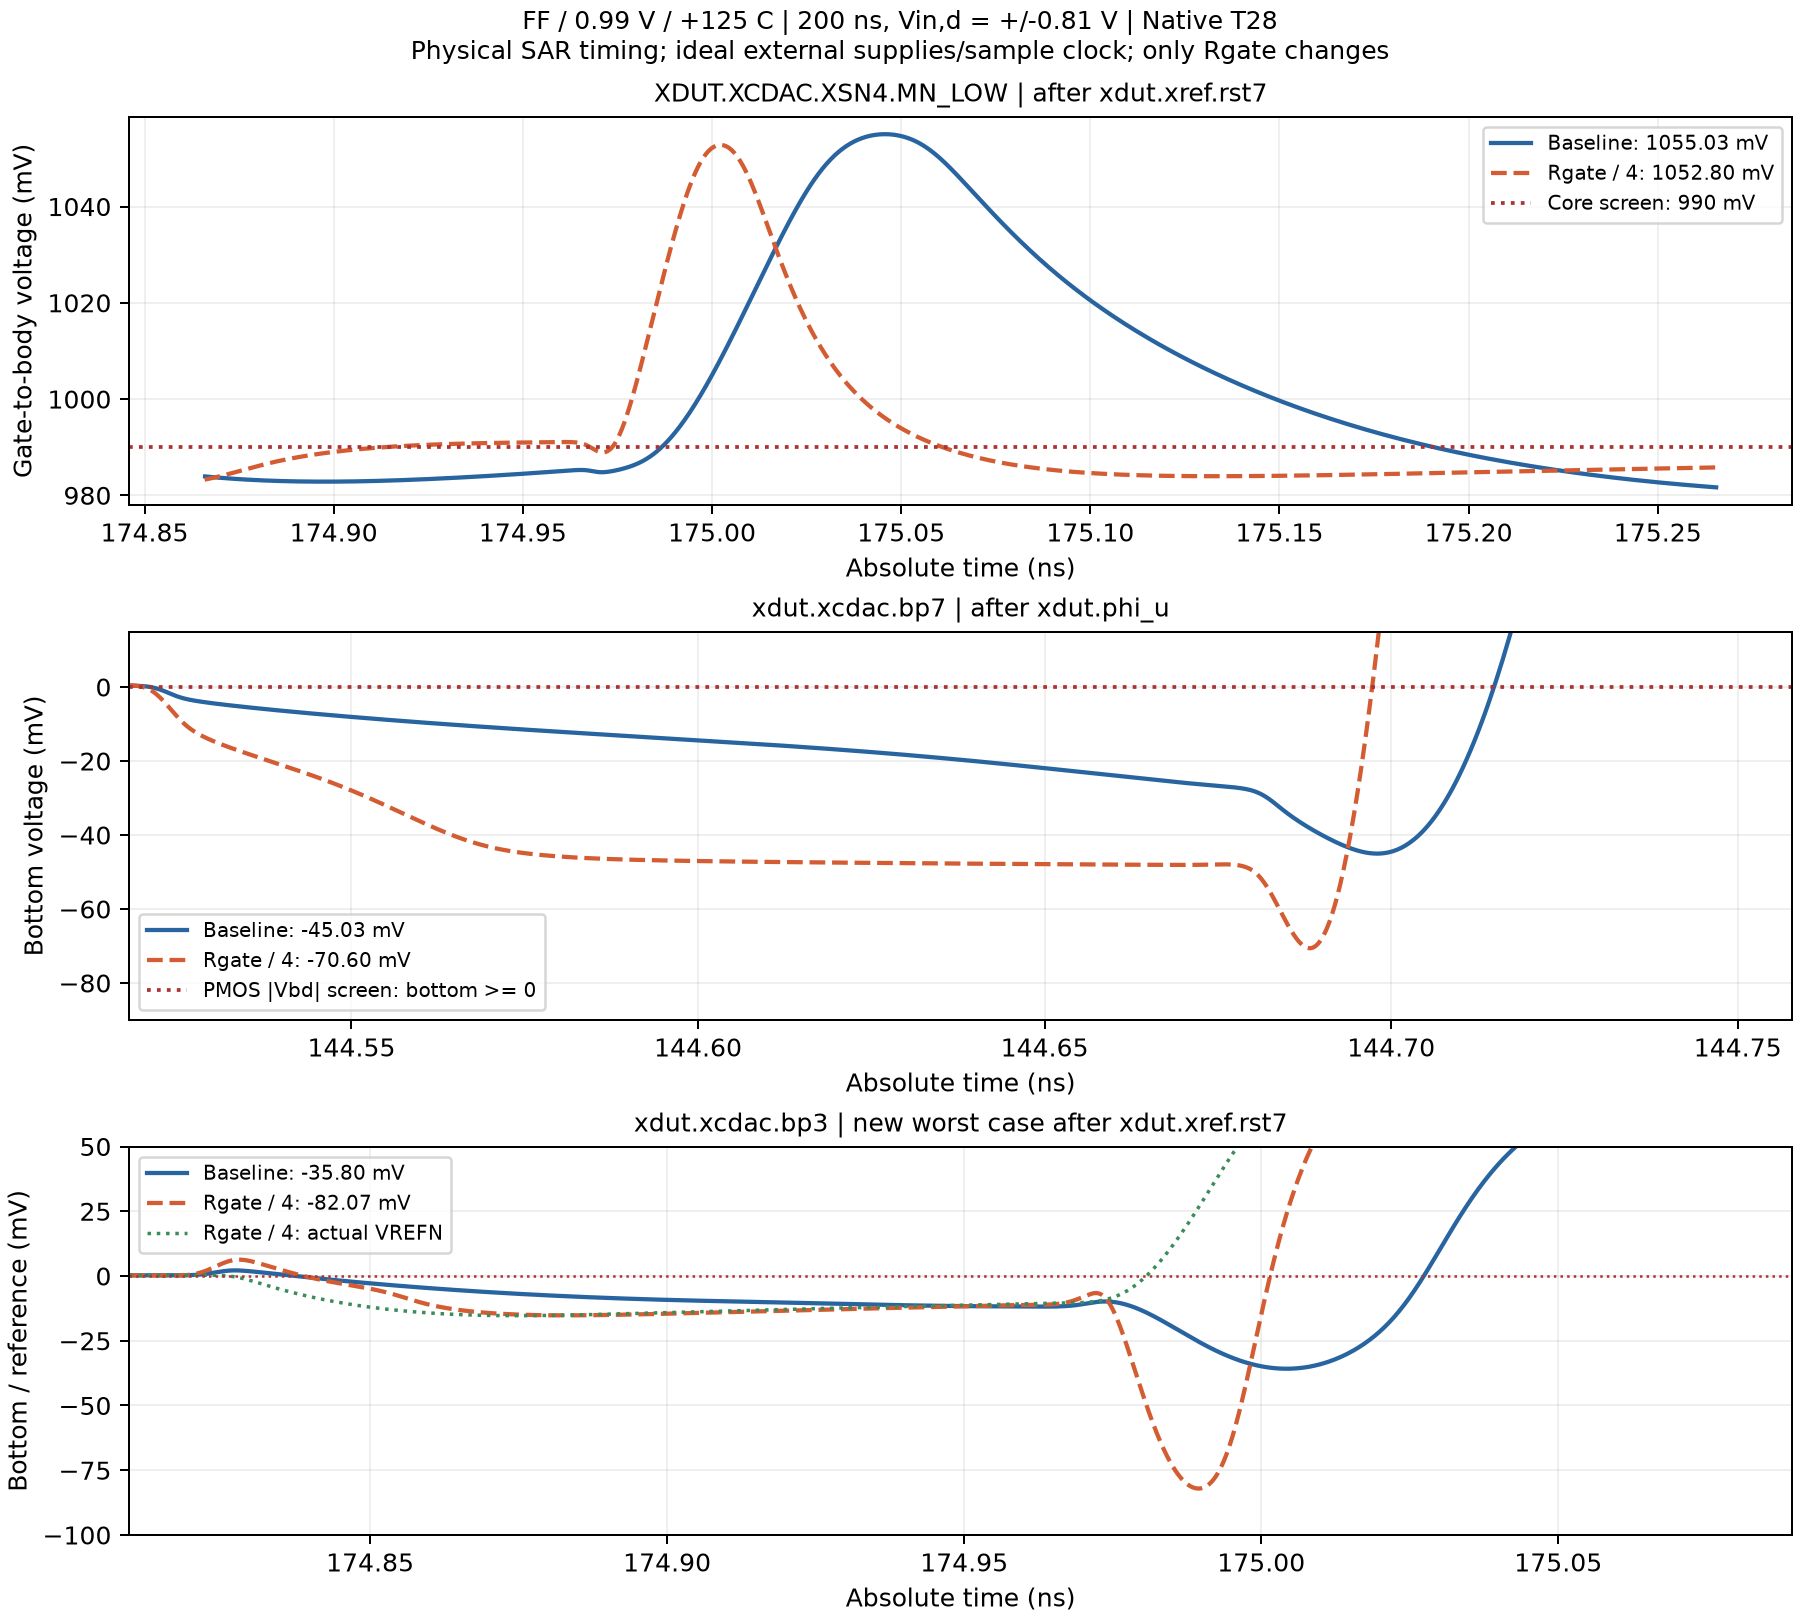 FF / 0.99 V / +125 C | 200 ns, Vin,d = +/-0.81 V | Native T28
Physical SAR timing; ideal external supplies/sample clock; only Rgate changes
XDUT.XCDAC.XSN4.MN_LOW | after xdut.xref.rst7
Gate-to-body voltage (mV)
1040
1020
1000
980
Baseline: 1055.03 mV
Rgate / 4: 1052.80 mV
Core screen: 990 mV
174.85 174.90 174.95 175.00 175.05 175.10 175.15 175.20 175.25
Absolute time (ns)
xdut.xcdac.bp7 | after xdut.phi_u
Bottom voltage (mV)
0
−20
−40
−60
−80
Baseline: -45.03 mV
Rgate / 4: -70.60 mV
PMOS |Vbd| screen: bottom >= 0
144.55 144.60 144.65 144.70 144.75
Absolute time (ns)
xdut.xcdac.bp3 | new worst case after xdut.xref.rst7
Bottom / reference (mV)
50
25
0
−25
−50
−75
−100
Baseline: -35.80 mV
Rgate / 4: -82.07 mV
Rgate / 4: actual VREFN
174.85 174.90 174.95 175.00 175.05
Absolute time (ns)